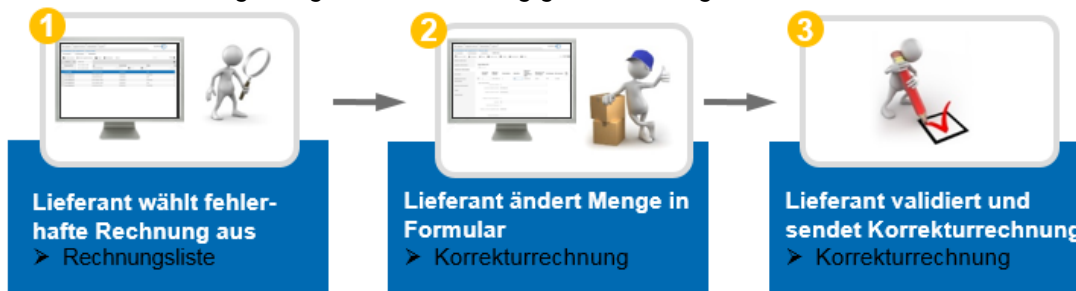 1
2
3
Lieferant wählt fehler-
hafte Rechnung aus
➤ Rechnungsliste
Lieferant ändert Menge in
Formular
➤ Korrekturrechnung
Lieferant validiert und
sendet Korrekturrechnung
➤ Korrekturrechnung